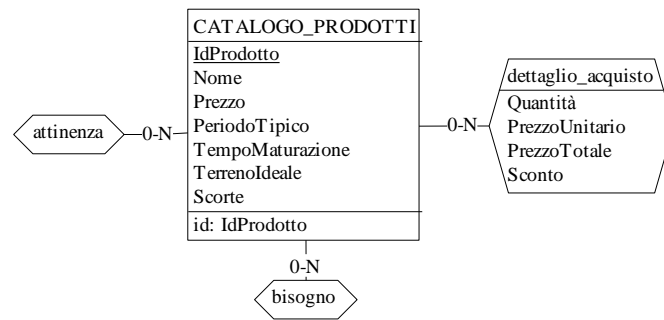 CATALOGO_PRODOTTI
IdProdotto
Nome
Prezzo
PeriodoTipico
TempoMaturazione
TerrenoIdeale
Scorte
id: IdProdotto
attinenza
0-N
0-N
dettaglio_acquisto
Quantità
PrezzoUnitario
PrezzoTotale
Sconto
0-N
bisogno